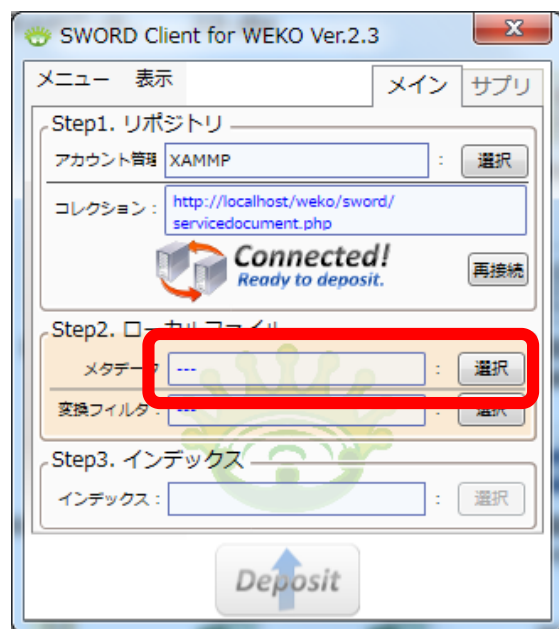 SWORD Client for WEKO Ver.2.3
x
メニュー 表示 メイン サプリ
Step1. リポジトリ
アカウント管理 XAMMP : 選択
コレクション : http://localhost/weko/sword/
servicedocument.php
Connected!
Ready to deposit.
再接続
Step2. ローカルファイル
メタデータ --- : 選択
変換フィルタ : --- : 選択
Step3. インデックス
インデックス : : 選択
Deposit